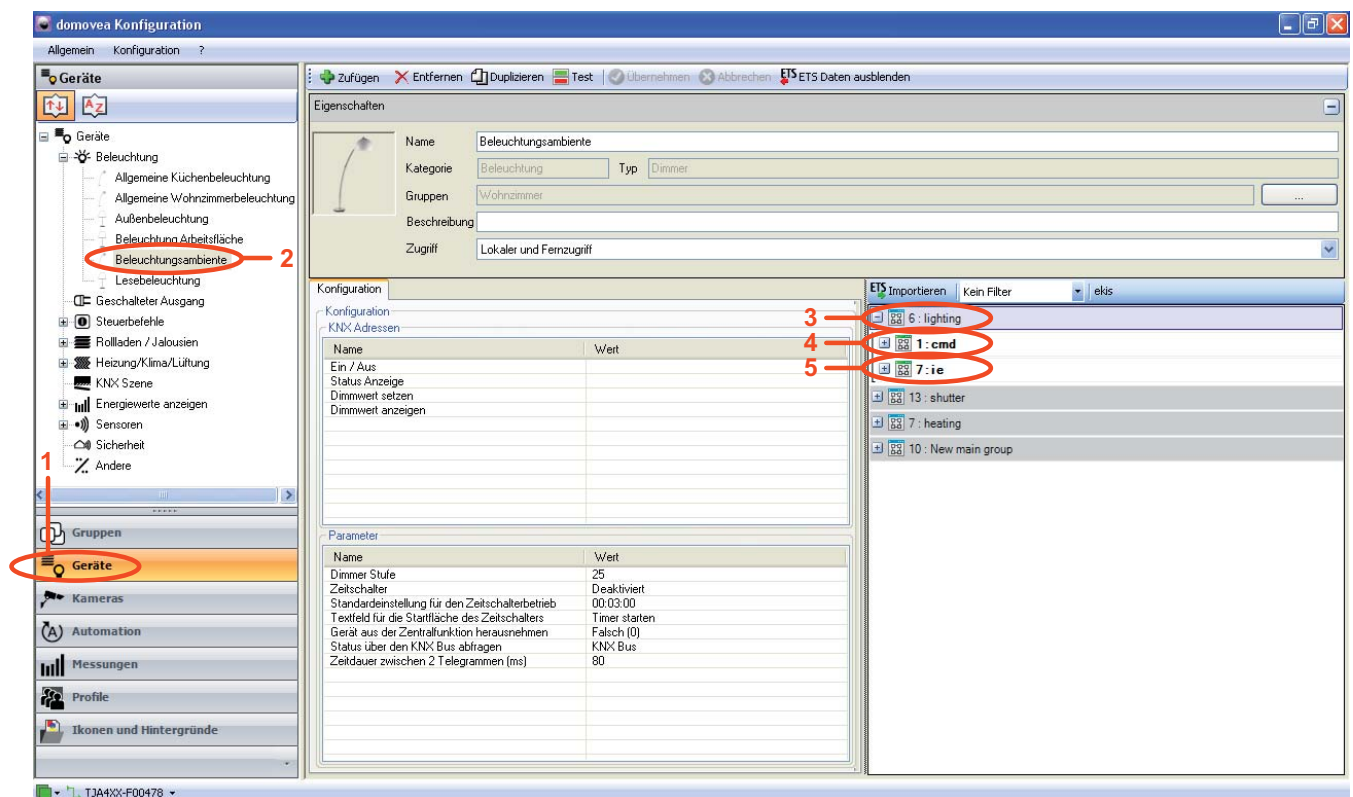 domovea Konfiguration
Allgemein Konfiguration ?
Geräte
Geräte
Beleuchtung
Allgemeine Küchenbeleuchtung
Allgemeine Wohnzimmerbeleuchtung
Außenbeleuchtung
Beleuchtung Arbeitsfläche
Beleuchtungsambiente
2
Lesebeleuchtung
Geschalteter Ausgang
Steuerbefehle
Rollladen / Jalousien
Heizung/Klima/Lüftung
KNX Szene
Energiewerte anzeigen
Sensoren
Sicherheit
Andere
1
Gruppen
Geräte
Kameras
Automation
Messungen
Profile
Ikonen und Hintergründe
Zufügen Entfernen Duplizieren Test Übernehmen Abbrechen ETS ETS Daten ausblenden
Eigenschaften
Name Beleuchtungsambiente
Kategorie Beleuchtung Typ Dimmer
Gruppen Wohnzimmer ...
Beschreibung
Zugriff Lokaler und Fernzugriff
Konfiguration
Konfiguration
KNX Adressen
Name Wert
Ein / Aus
Status Anzeige
Dimmwert setzen
Dimmwert anzeigen
Parameter
Name Wert
Dimmer Stufe 25
Zeitschalter Deaktiviert
Standardeinstellung für den Zeitschalterbetrieb 00:03:00
Textfeld für die Startfläche des Zeitschalters Timer starten
Gerät aus der Zentralfunktion herausnehmen Falsch (0)
Status über den KNX Bus abfragen KNX Bus
Zeitdauer zwischen 2 Telegrammen (ms) 80
ETS Importieren Kein Filter ekis
3 6 : lighting
4 1 : cmd
5 7 : ie
13 : shutter
7 : heating
10 : New main group
TJA4XX-F00478